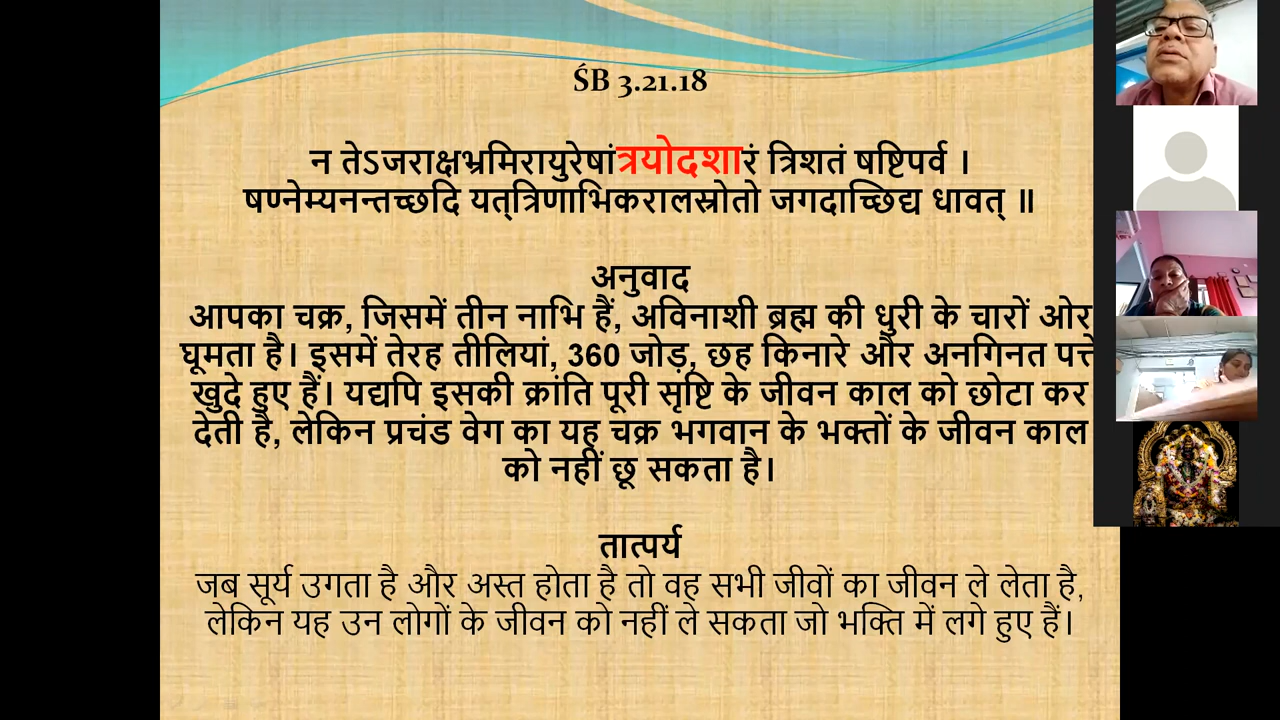 ŚB 3.21.18
न तेऽजराक्षभ्रमिरायुरेषांत्रयोदशारं त्रिशतं षष्टिपर्व ।
षण्नेम्यनन्तच्छदि यत्‌त्रिणाभिकरालस्रोतो जगदाच्छिद्य धावत् ॥
अनुवाद
आपका चक्र, जिसमें तीन नाभि हैं, अविनाशी ब्रह्म की धुरी के चारों ओर
घूमता है। इसमें तेरह तीलियां, 360 जोड़, छह किनारे और अनगिनत पत्ते
खुदे हुए हैं। यद्यपि इसकी क्रांति पूरी सृष्टि के जीवन काल को छोटा कर
देती है, लेकिन प्रचंड वेग का यह चक्र भगवान के भक्तों के जीवन काल
को नहीं छू सकता है।
तात्पर्य
जब सूर्य उगता है और अस्त होता है तो वह सभी जीवों का जीवन ले लेता है,
लेकिन यह उन लोगों के जीवन को नहीं ले सकता जो भक्ति में लगे हुए हैं।